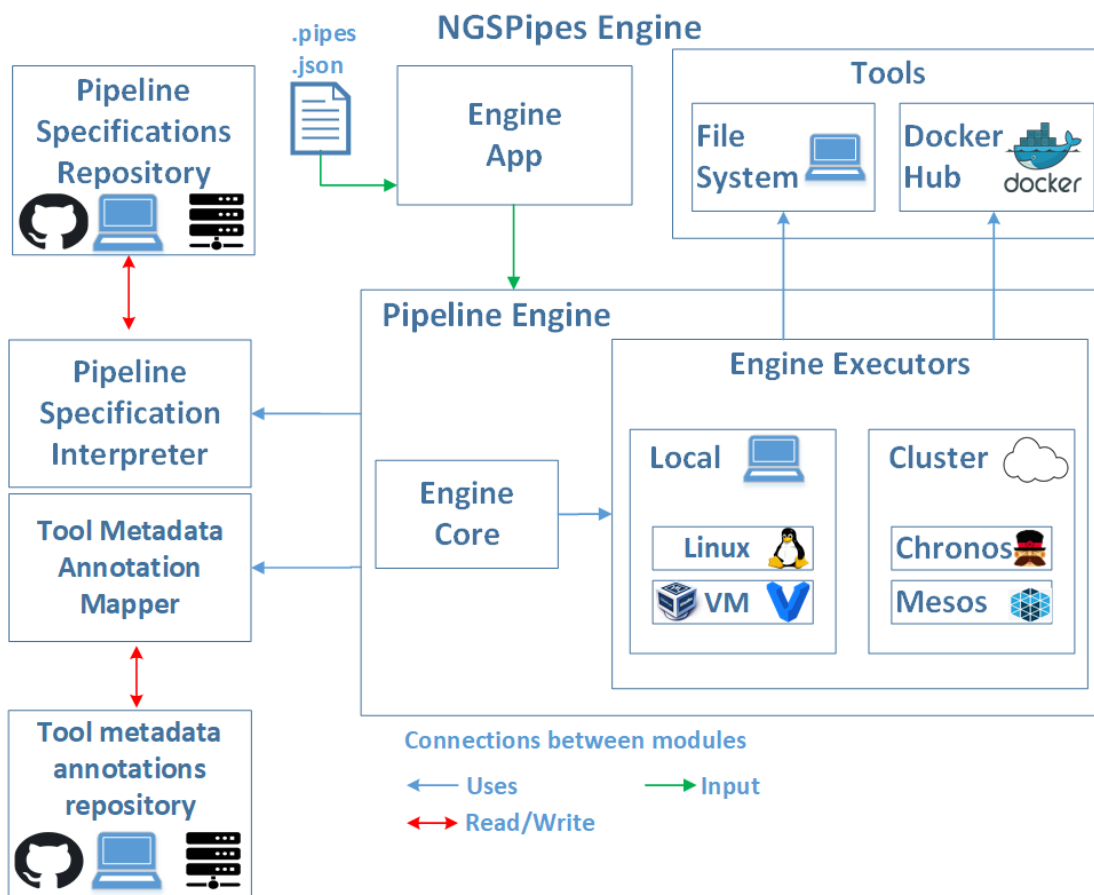 NGSPipes Engine
.pipes
.json
Pipeline
Specifications
Repository
Engine
App
Tools
File
System
Docker
Hub
docker
Pipeline Engine
Pipeline
Specification
Interpreter
Engine Executors
Local
Cluster
Engine
Core
Linux
VM
Chronos
Mesos
Tool Metadata
Annotation
Mapper
Tool metadata
annotations
repository
Connections between modules
Uses
Input
Read/Write